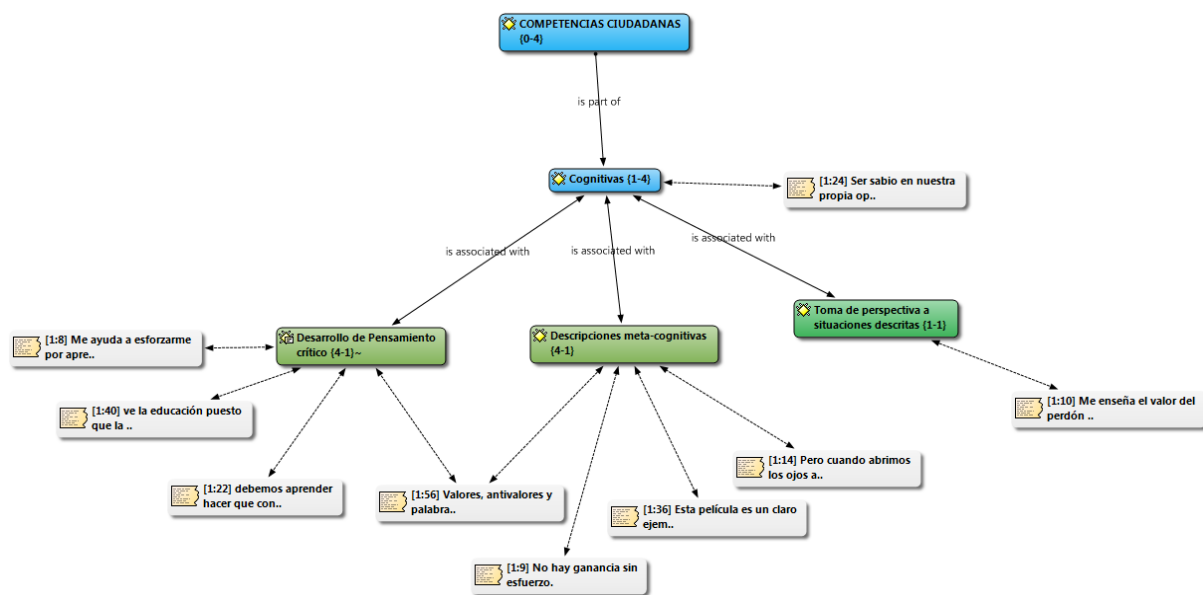 COMPETENCIAS CIUDADANAS
{0-4}
is part of
Cognitivas {1-4}
[1:24] Ser sabio en nuestra
propia op..
is associated with
is associated with
is associated with
Toma de perspectiva a
situaciones descritas {1-1}
[1:8] Me ayuda a esforzarme
por apre..
Desarrollo de Pensamiento
crítico {4-1}~
Descripciones meta-cognitivas
{4-1}
[1:40] ve la educación puesto
que la ..
[1:10] Me enseña el valor del
perdón ..
[1:14] Pero cuando abrimos
los ojos a..
[1:22] debemos aprender
hacer que con..
[1:56] Valores, antivalores y
palabra..
[1:36] Esta película es un claro
ejem..
[1:9] No hay ganancia sin
esfuerzo.